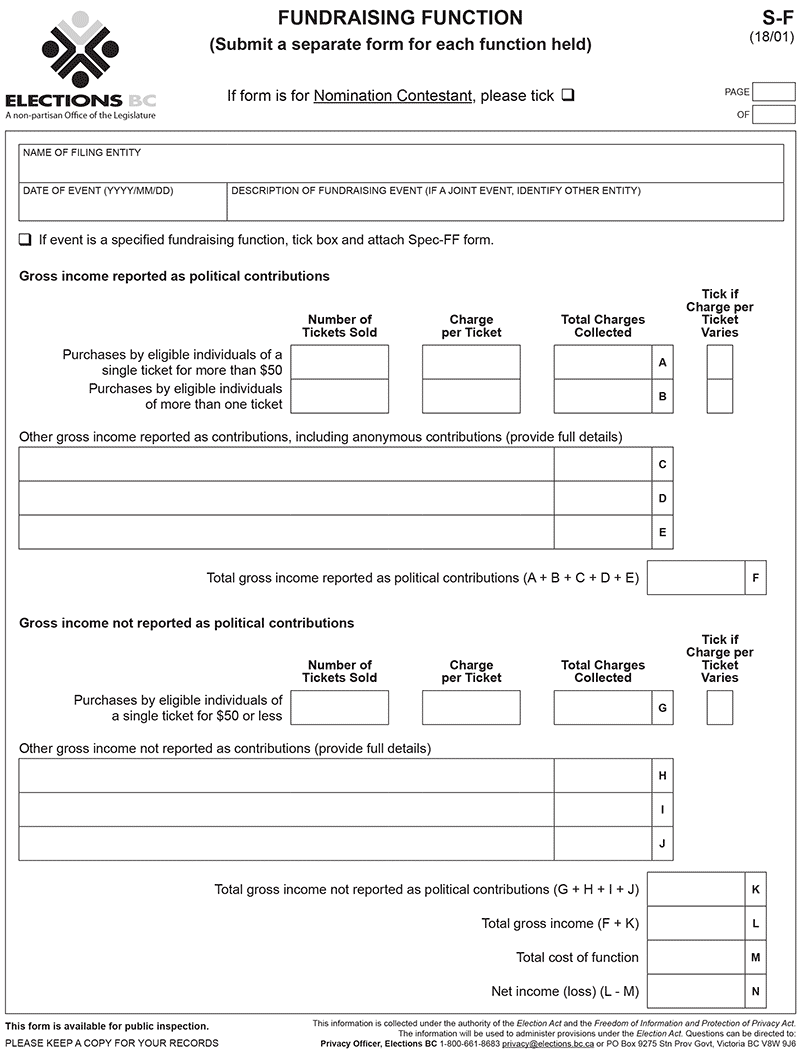 FUNDRAISING FUNCTION
(Submit a separate form for each function held)
S-F
(18/01)
ELECTIONS BC
A non-partisan Office of the Legislature
If form is for Nomination Contestant, please tick ❑
PAGE
OF
NAME OF FILING ENTITY
DATE OF EVENT (YYYY/MM/DD)
DESCRIPTION OF FUNDRAISING EVENT (IF A JOINT EVENT, IDENTIFY OTHER ENTITY)
❑ If event is a specified fundraising function, tick box and attach Spec-FF form.
Gross income reported as political contributions
Number of
Tickets Sold
Charge
per Ticket
Total Charges
Collected
Tick if
Charge per
Ticket
Varies
Purchases by eligible individuals of a
single ticket for more than $50
A
Purchases by eligible individuals
of more than one ticket
B
Other gross income reported as contributions, including anonymous contributions (provide full details)
C
D
E
Total gross income reported as political contributions (A + B + C + D + E)
F
Gross income not reported as political contributions
Number of
Tickets Sold
Charge
per Ticket
Total Charges
Collected
Tick if
Charge per
Ticket
Varies
Purchases by eligible individuals of
a single ticket for $50 or less
G
Other gross income not reported as contributions (provide full details)
H
I
J
Total gross income not reported as political contributions (G + H + I + J)
K
Total gross income (F + K)
L
Total cost of function
M
Net income (loss) (L - M)
N
This form is available for public inspection.
PLEASE KEEP A COPY FOR YOUR RECORDS
This information is collected under the authority of the Election Act and the Freedom of Information and Protection of Privacy Act.
The information will be used to administer provisions under the Election Act. Questions can be directed to:
Privacy Officer, Elections BC 1-800-661-8683 privacy@elections.bc.ca or PO Box 9275 Stn Prov Govt, Victoria BC V8W 9J6